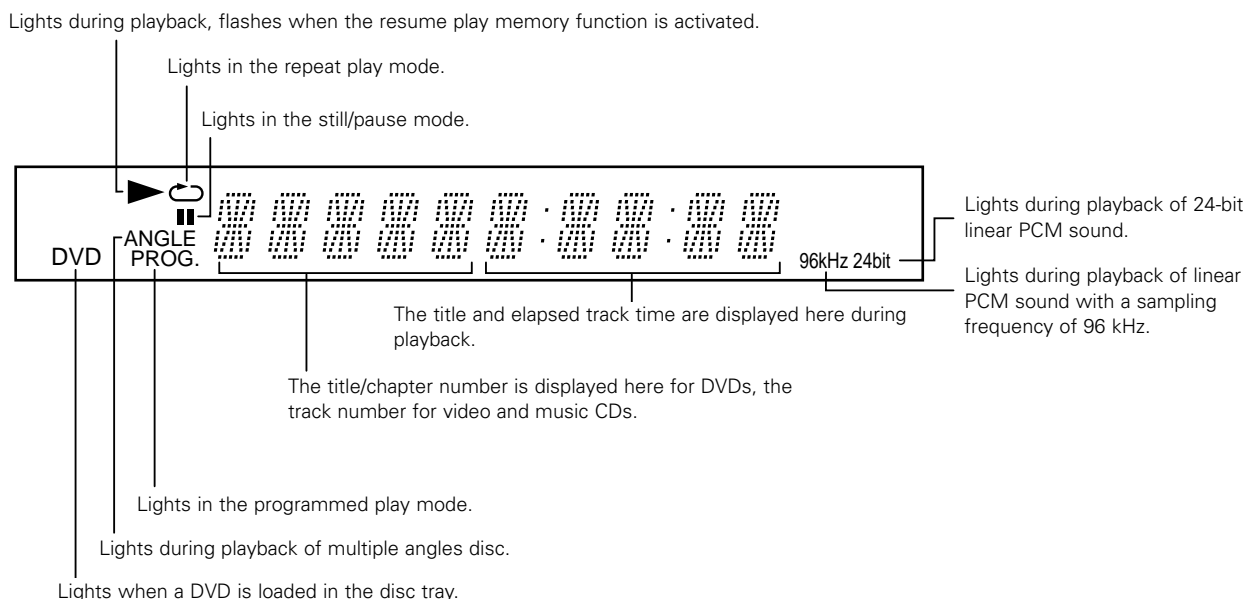 Lights during playback, flashes when the resume play memory function is activated.
Lights in the repeat play mode.
Lights in the still/pause mode.
ANGLE
DVD PROG.
96kHz 24bit
Lights during playback of 24-bit
linear PCM sound.
Lights during playback of linear
PCM sound with a sampling
frequency of 96 kHz.
The title and elapsed track time are displayed here during
playback.
The title/chapter number is displayed here for DVDs, the
track number for video and music CDs.
Lights in the programmed play mode.
Lights during playback of multiple angles disc.
Lights when a DVD is loaded in the disc tray.